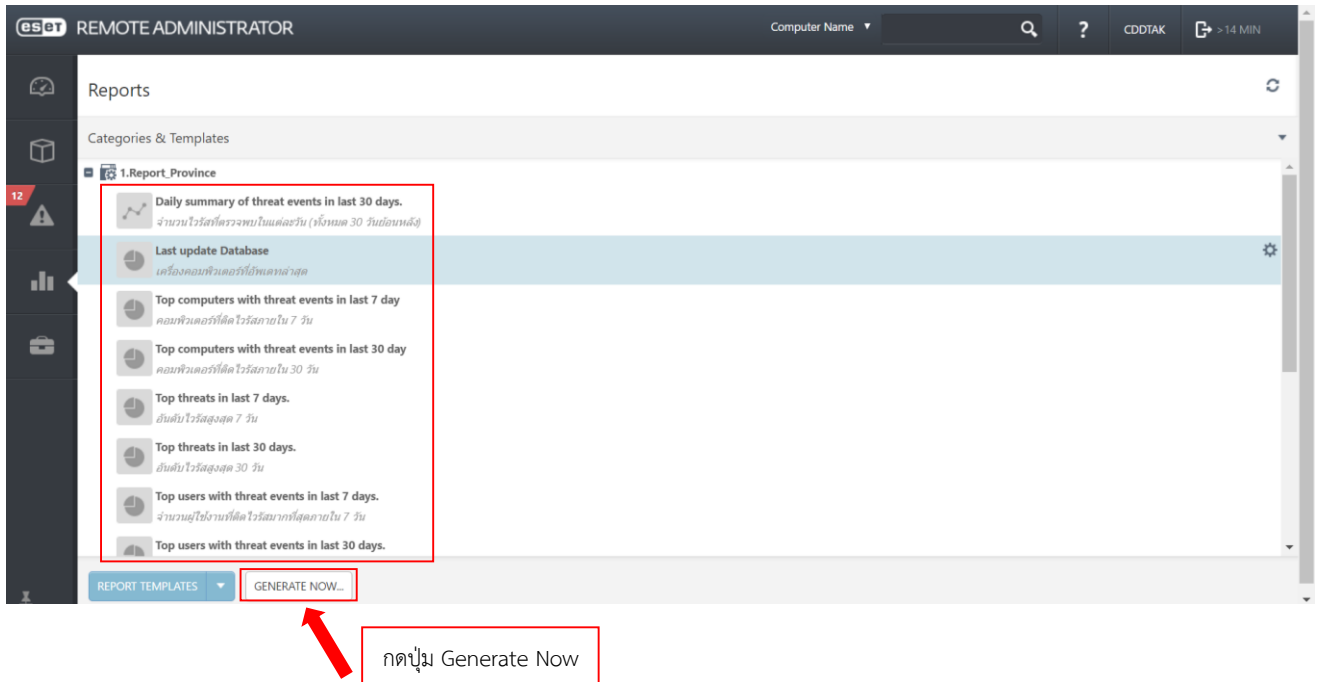 eset REMOTE ADMINISTRATOR
Computer Name
?
CDDTAK
>14 MIN
Reports
Categories & Templates
1.Report_Province
12
Daily summary of threat events in last 30 days.
จำนวนไวรัสที่ตรวจพบในแต่ละวัน (ทั้งหมด 30 วันย้อนหลัง)
Last update Database
เครื่องคอมพิวเตอร์ที่อัพเดทล่าสุด
Top computers with threat events in last 7 day
คอมพิวเตอร์ที่ติดไวรัสภายใน 7 วัน
Top computers with threat events in last 30 day
คอมพิวเตอร์ที่ติดไวรัสภายใน 30 วัน
Top threats in last 7 days.
อันดับไวรัสสูงสุด 7 วัน
Top threats in last 30 days.
อันดับไวรัสสูงสุด 30 วัน
Top users with threat events in last 7 days.
จำนวนผู้ใช้งานที่ติดไวรัสมากที่สุดภายใน 7 วัน
Top users with threat events in last 30 days.
REPORT TEMPLATES
GENERATE NOW...
กดปุ่ม Generate Now